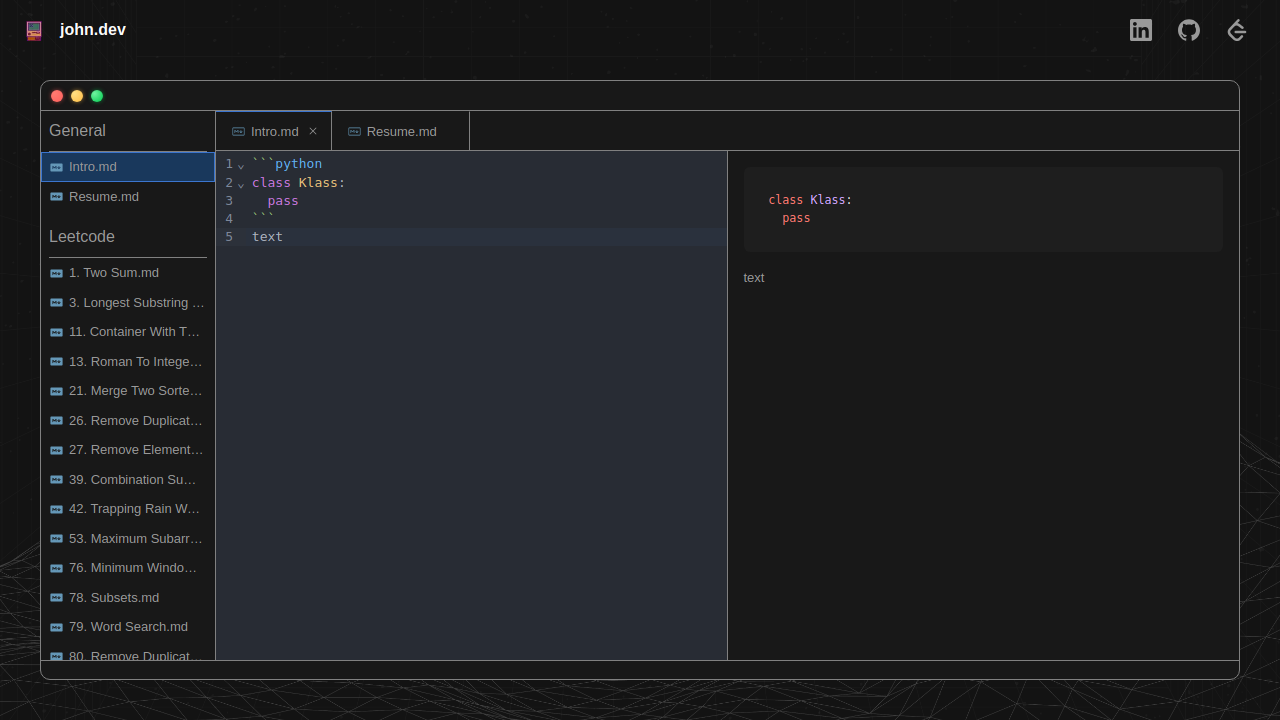 john.dev
General
Intro.md
Resume.md
Leetcode
1. Two Sum.md
3. Longest Substring ...
11. Container With T...
13. Roman To Intege...
21. Merge Two Sorte...
26. Remove Duplicat...
27. Remove Element...
39. Combination Su...
42. Trapping Rain W...
53. Maximum Subarr...
76. Minimum Windo...
78. Subsets.md
79. Word Search.md
80. Remove Duplicat...
Intro.md ×
Resume.md
1 ```python
2 class Klass:
3   pass
4 ```
5 text
class Klass:
  pass
text